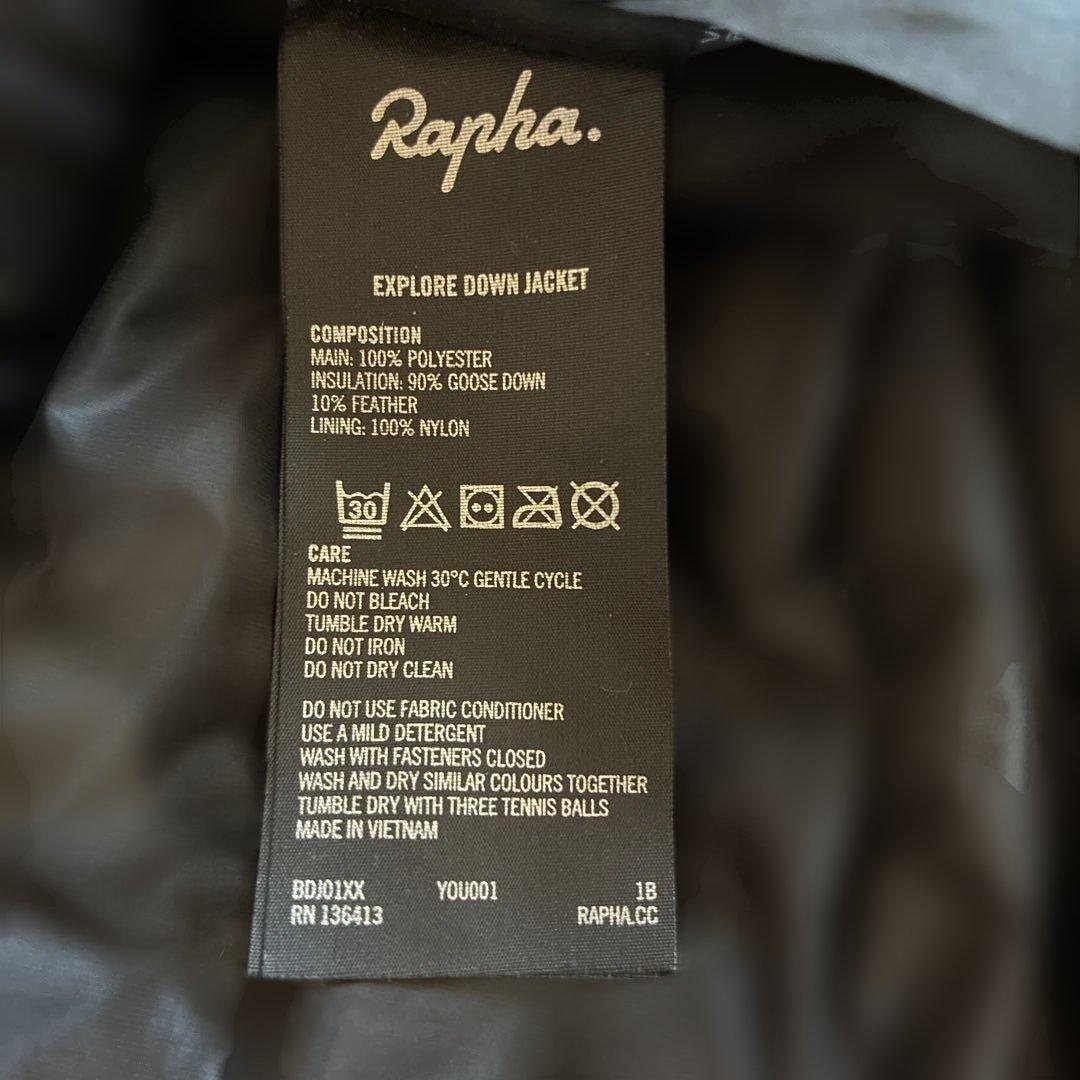 Rapha.
EXPLORE DOWN JACKET
COMPOSITION
MAIN: 100% POLYESTER
INSULATION: 90% GOOSE DOWN
10% FEATHER
LINING: 100% NYLON
30
CARE
MACHINE WASH 30°C GENTLE CYCLE
DO NOT BLEACH
TUMBLE DRY WARM
DO NOT IRON
DO NOT DRY CLEAN
DO NOT USE FABRIC CONDITIONER
USE A MILD DETERGENT
WASH WITH FASTENERS CLOSED
WASH AND DRY SIMILAR COLOURS TOGETHER
TUMBLE DRY WITH THREE TENNIS BALLS
MADE IN VIETNAM
BDJ01XX YOU001 1B
RN 136413 RAPHA.CC